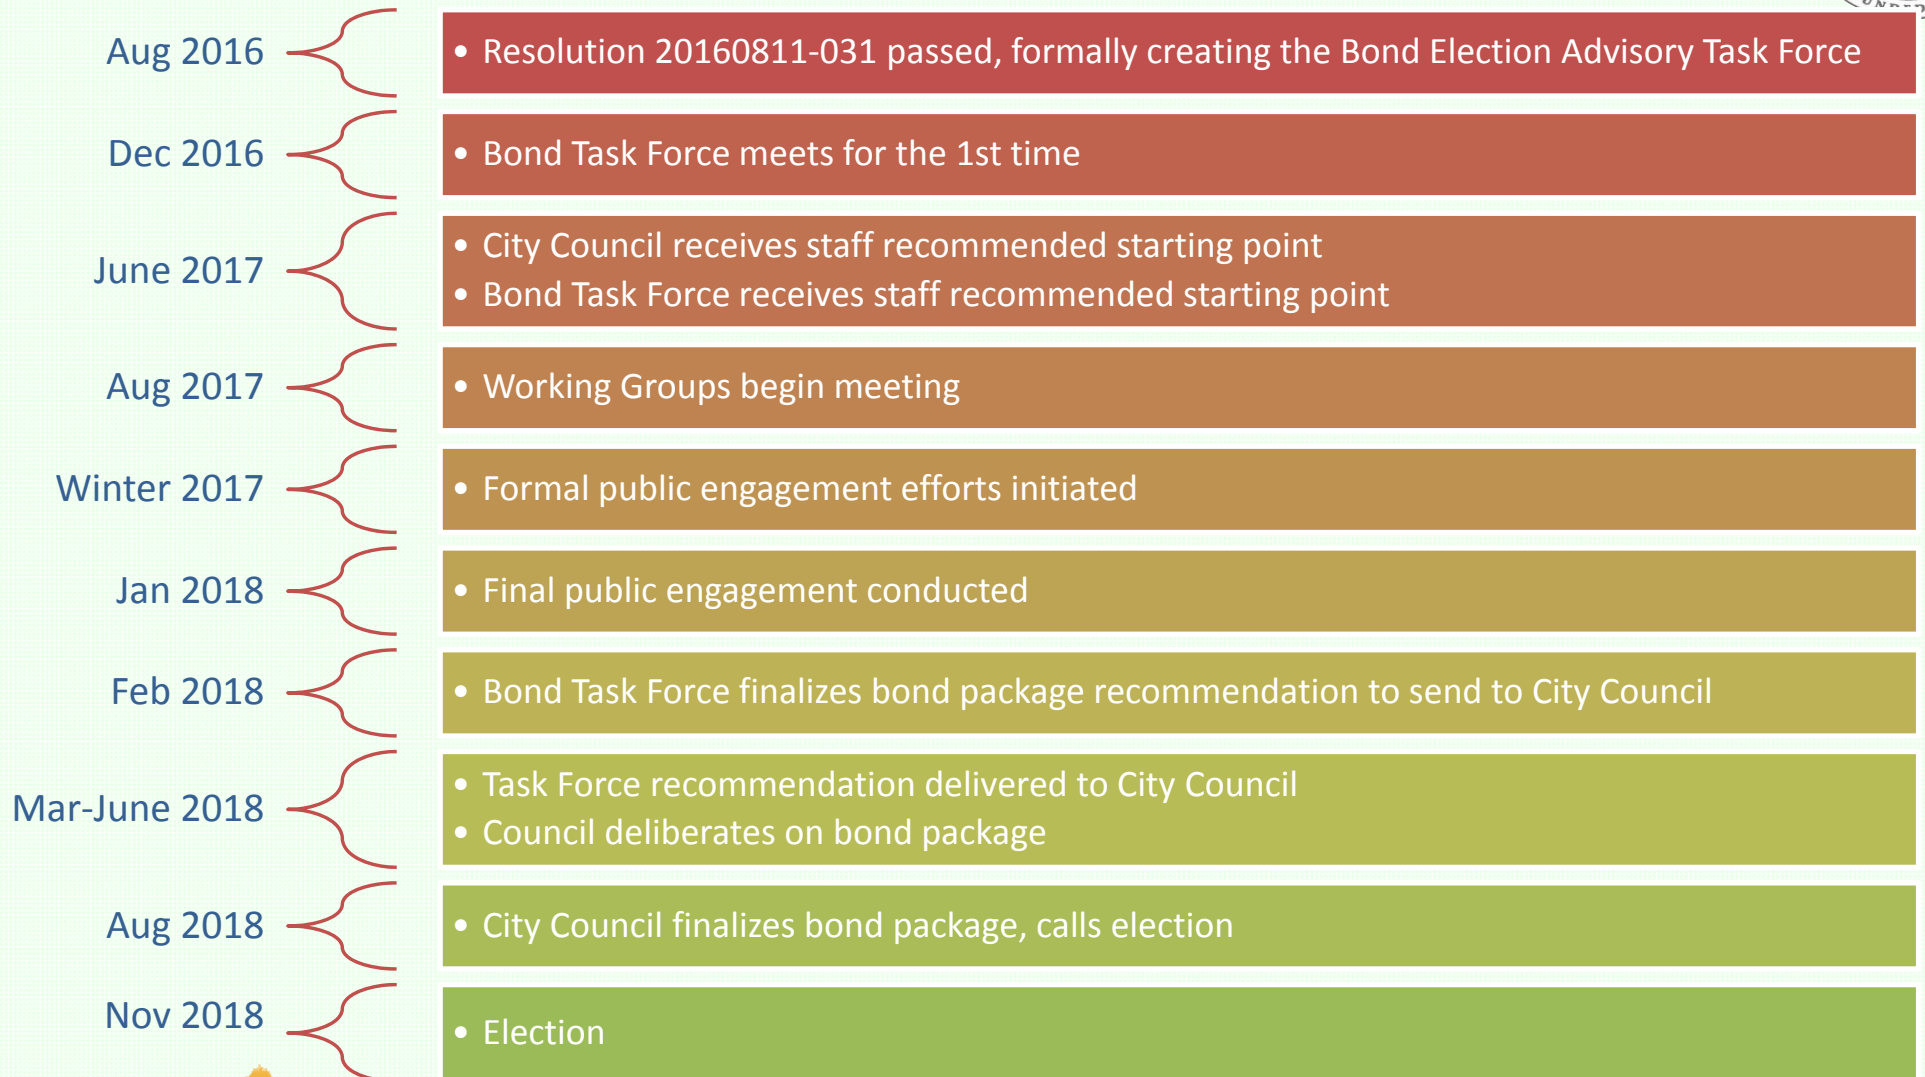 Aug 2016
• Resolution 20160811-031 passed, formally creating the Bond Election Advisory Task Force
Dec 2016
• Bond Task Force meets for the 1st time
June 2017
• City Council receives staff recommended starting point
• Bond Task Force receives staff recommended starting point
Aug 2017
• Working Groups begin meeting
Winter 2017
• Formal public engagement efforts initiated
Jan 2018
• Final public engagement conducted
Feb 2018
• Bond Task Force finalizes bond package recommendation to send to City Council
Mar-June 2018
• Task Force recommendation delivered to City Council
• Council deliberates on bond package
Aug 2018
• City Council finalizes bond package, calls election
Nov 2018
• Election